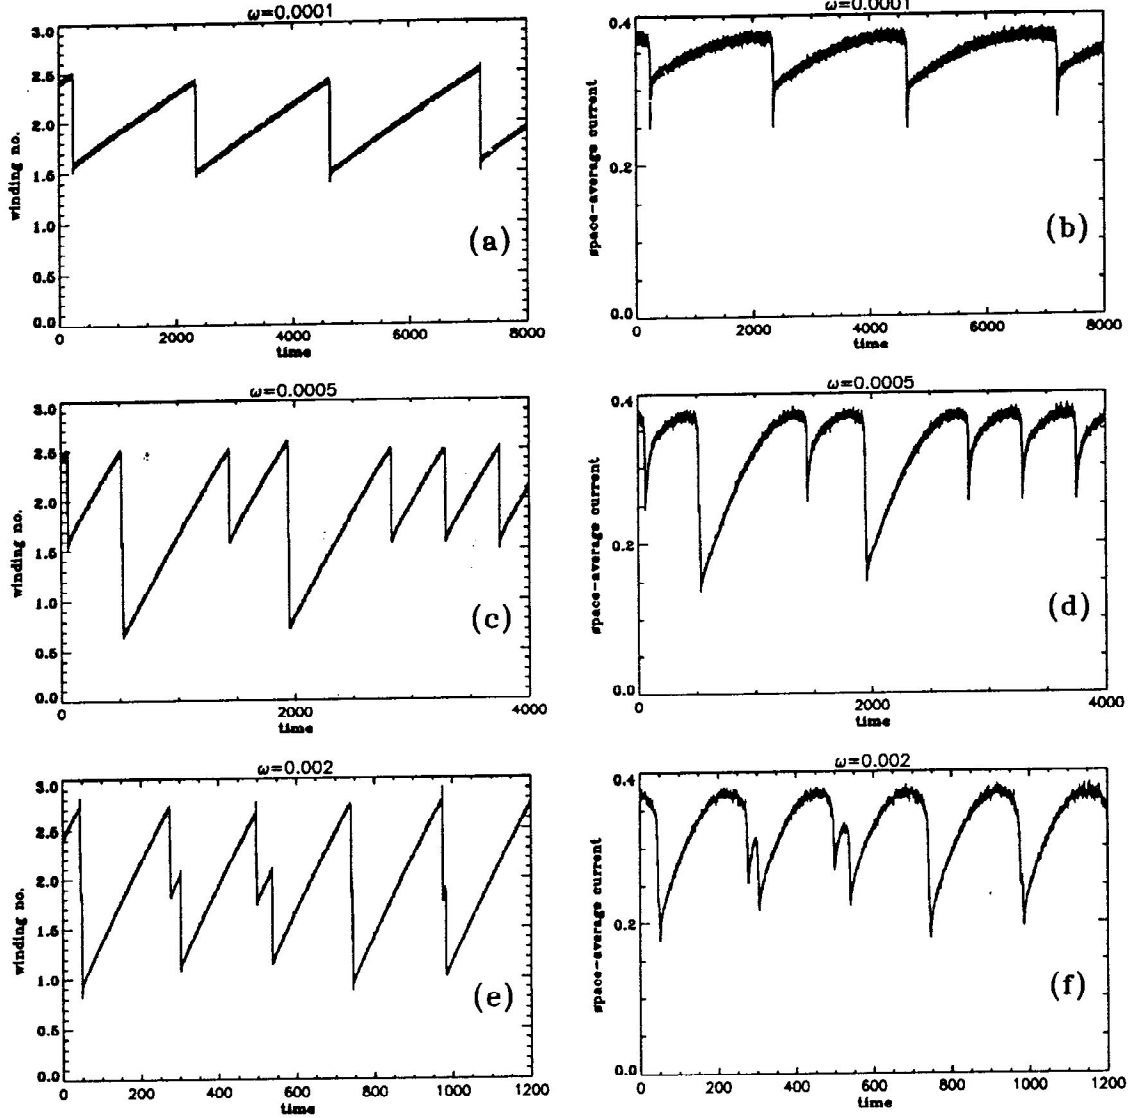 ω=0.0001
3.0
2.5
2.0
1.5
1.0
0.5
0.0
winding no.
(a)
0 2000 4000 6000 8000
time
ω=0.0001
0.4
0.2
0.0
space-average current
(b)
0 2000 4000 6000 8000
time
ω=0.0005
3.0
2.5
2.0
1.5
1.0
0.5
0.0
winding no.
(c)
0 2000 4000
time
ω=0.0005
0.4
0.2
0.0
space-average current
(d)
0 2000 4000
time
ω=0.002
3.0
2.5
2.0
1.5
1.0
0.5
0.0
winding no.
(e)
0 200 400 600 800 1000 1200
time
ω=0.002
0.4
0.2
0.0
space-average current
(f)
0 200 400 600 800 1000 1200
time